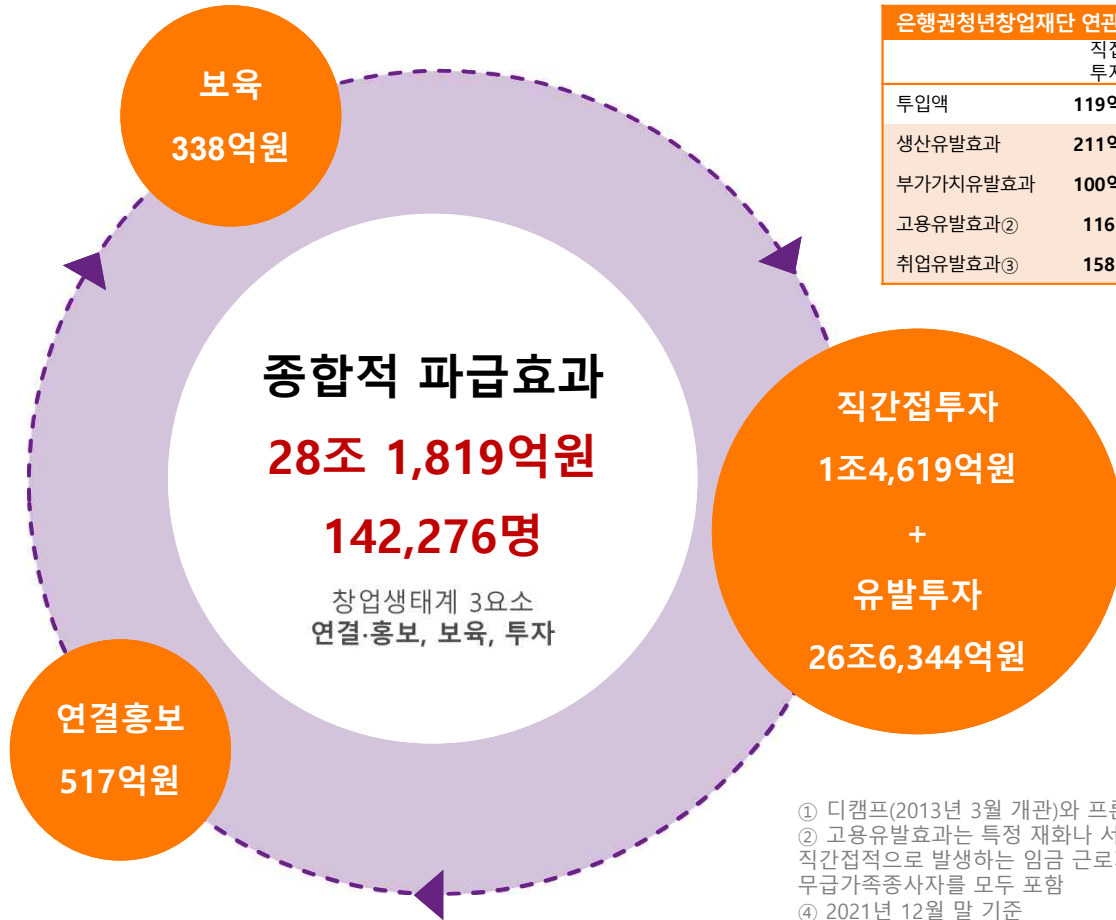 은행권청년창업재단 연관
직접
투자
투입액 119억
생산유발효과 211억
부가가치유발효과 100억
고용유발효과② 116
취업유발효과③ 158
보육
338억원
종합적 파급효과
28조 1,819억원
142,276명
창업생태계 3요소
연결·홍보, 보육, 투자
직간접투자
1조4,619억원
+
유발투자
26조6,344억원
연결홍보
517억원
① 디캠프(2013년 3월 개관)와
② 고용유발효과는 특정 재화나
직간접적으로 발생하는 임금
무급가족종사자를 모두 포함
④ 2021년 12월 말 기준